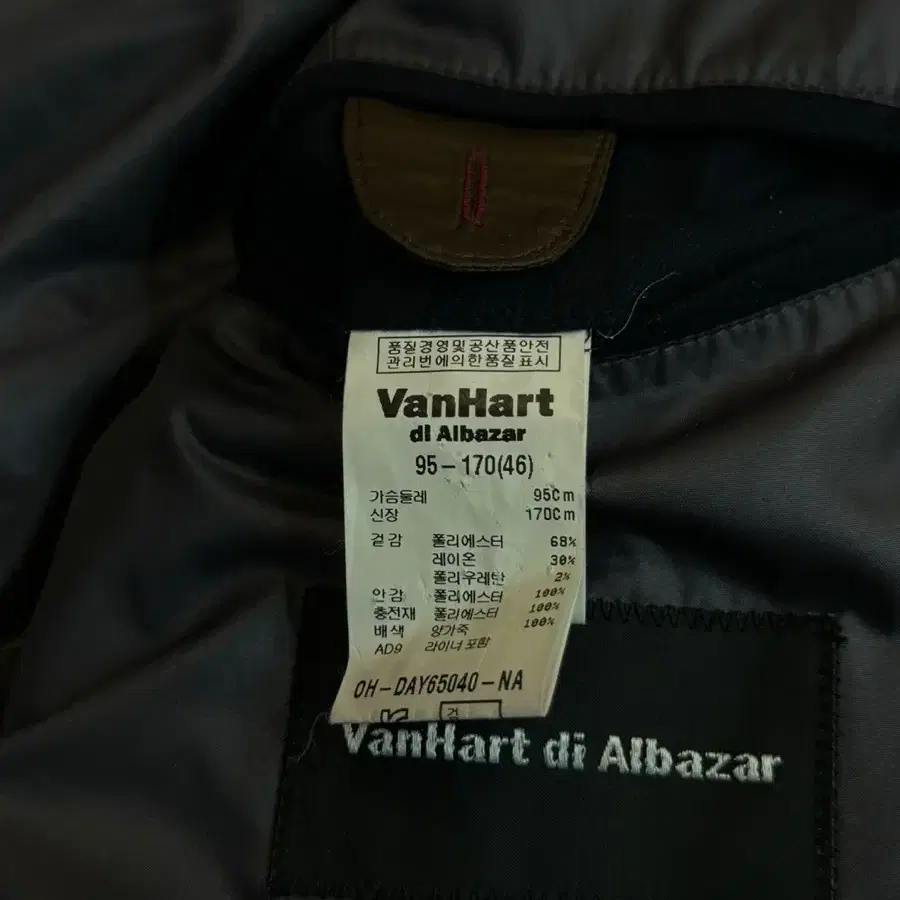 품질경영및공산품안전
관리법에의한품질표시
VanHart
di Albazar
95-170(46)
가슴둘레 95Cm
신장 170Cm
겉감 폴리에스터 68%
레이온 30%
폴리우레탄 2%
안감 폴리에스터 100%
충전재 폴리에스터 100%
배색 양가죽 100%
AD9 라이너 포함
OH-DAY65040-NA
검
VanHart di Albazar